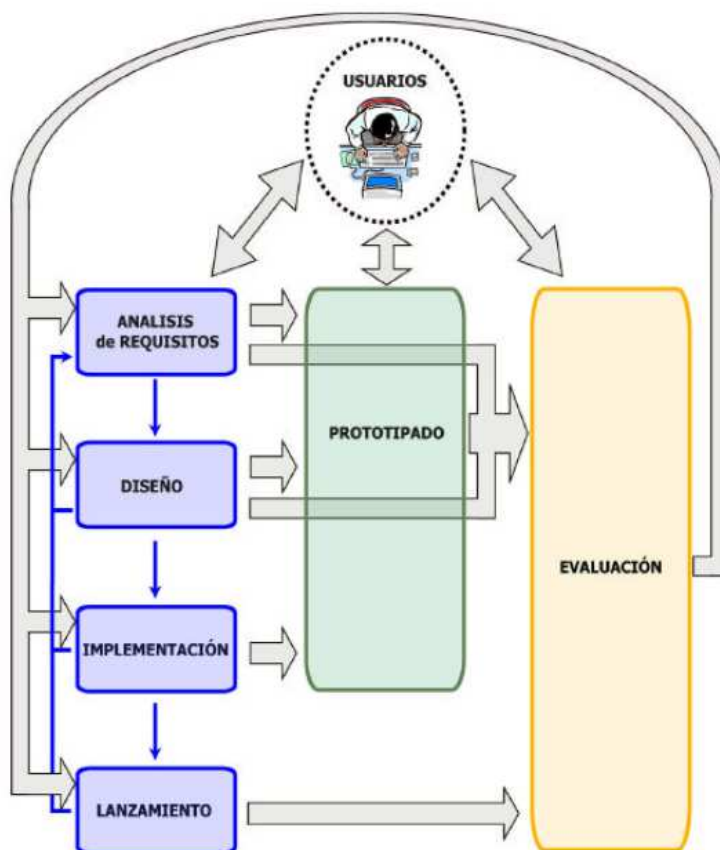 USUARIOS
ANALISIS
de REQUISITOS
PROTOTIPADO
DISEÑO
EVALUACIÓN
IMPLEMENTACIÓN
LANZAMIENTO